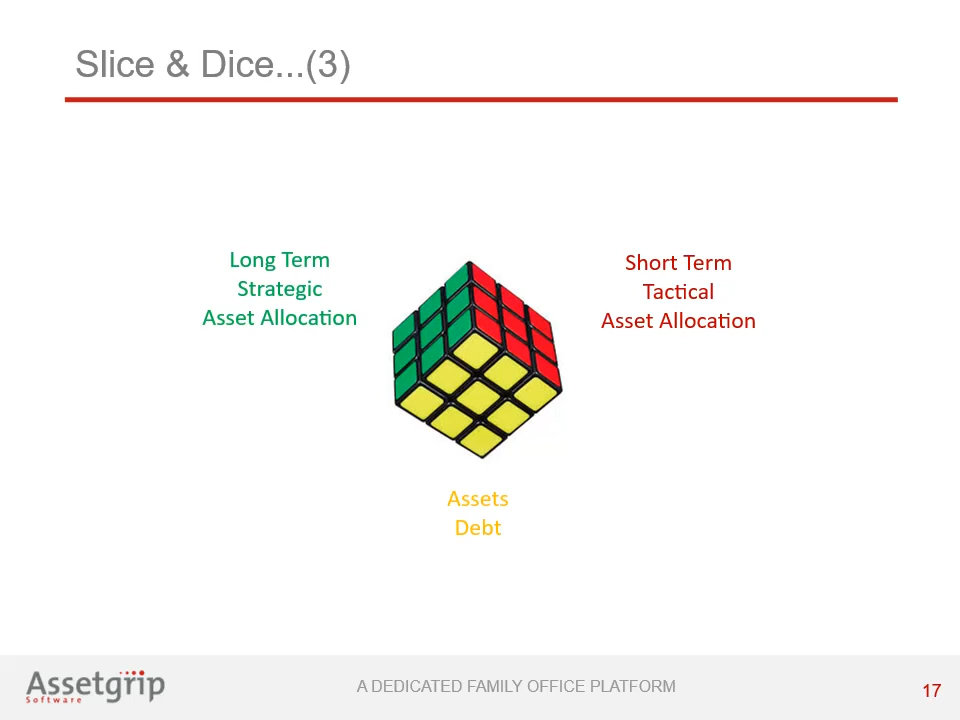 Slice & Dice...(3)
Long Term
Strategic
Asset Allocation
Short Term
Tactical
Asset Allocation
Assets
Debt
Assetgrip
Software
A DEDICATED FAMILY OFFICE PLATFORM
17